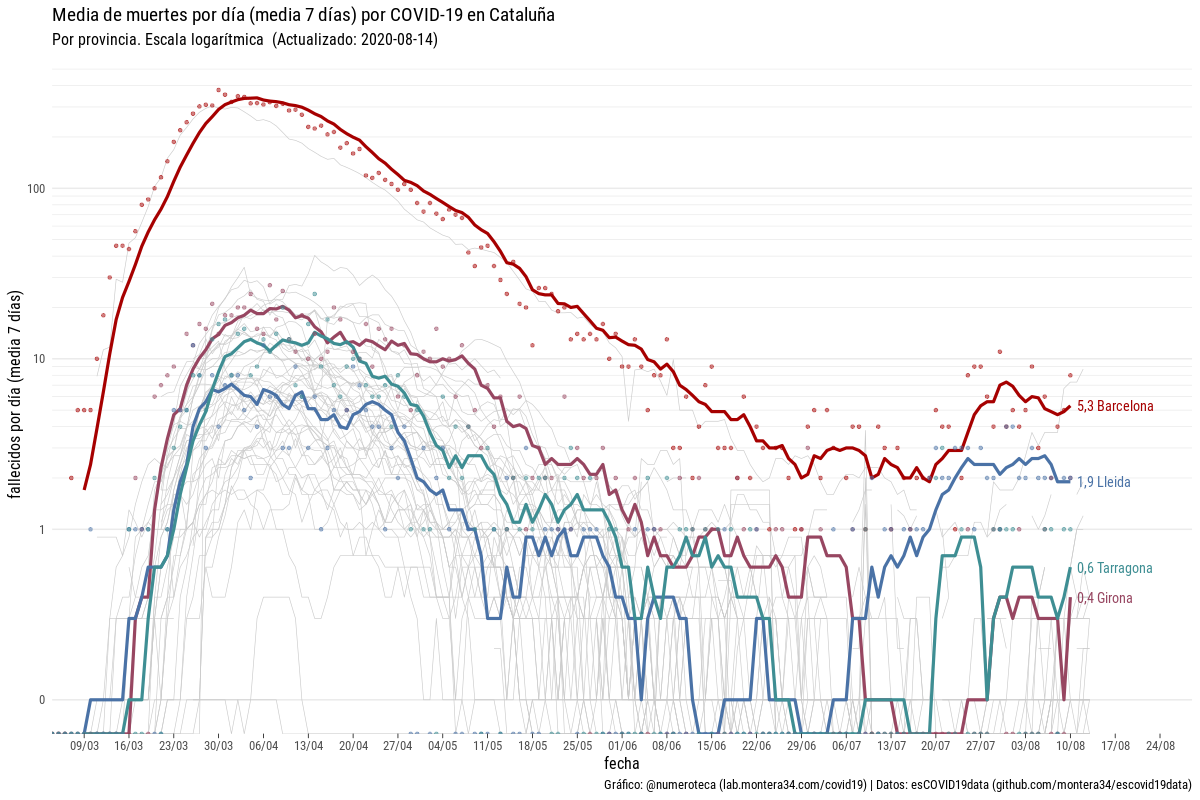 Media de muertes por día (media 7 días) por COVID-19 en Cataluña
Por provincia. Escala logarítmica (Actualizado: 2020-08-14)
fallecidos por día (media 7 días)
100
10
1
0
5,3 Barcelona
1,9 Lleida
0,6 Tarragona
0,4 Girona
09/03 16/03 23/03 30/03 06/04 13/04 20/04 27/04 04/05 11/05 18/05 25/05 01/06 08/06 15/06 22/06 29/06 06/07 13/07 20/07 27/07 03/08 10/08 17/08 24/08
fecha
Gráfico: @numeroteca (lab.montera34.com/covid19) | Datos: esCOVID19data (github.com/montera34/escovid19data)